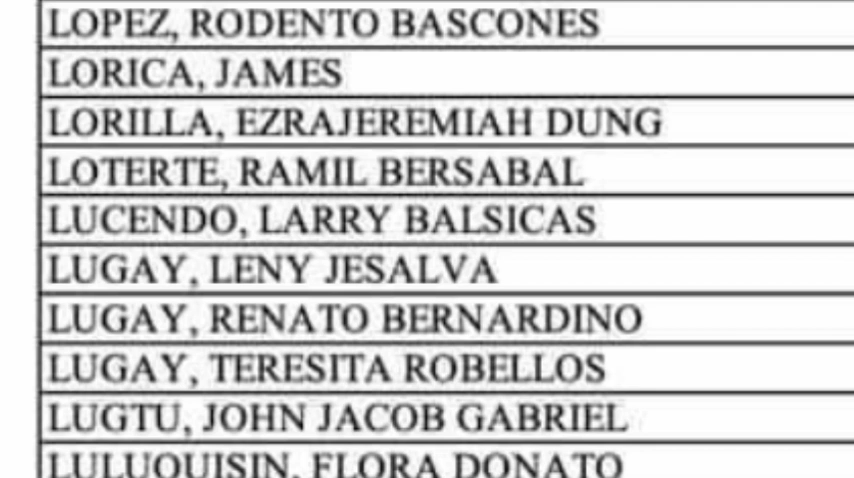 LOPEZ, RODENTO BASCONES
LORICA, JAMES
LORILLA, EZRAJEREMIAH DUNG
LOTERTE, RAMIL BERSABAL
LUCENDO, LARRY BALSICAS
LUGAY, LENY JESALVA
LUGAY, RENATO BERNARDINO
LUGAY, TERESITA ROBELLOS
LUGTU, JOHN JACOB GABRIEL
LULUQUISIN, FLORA DONATO